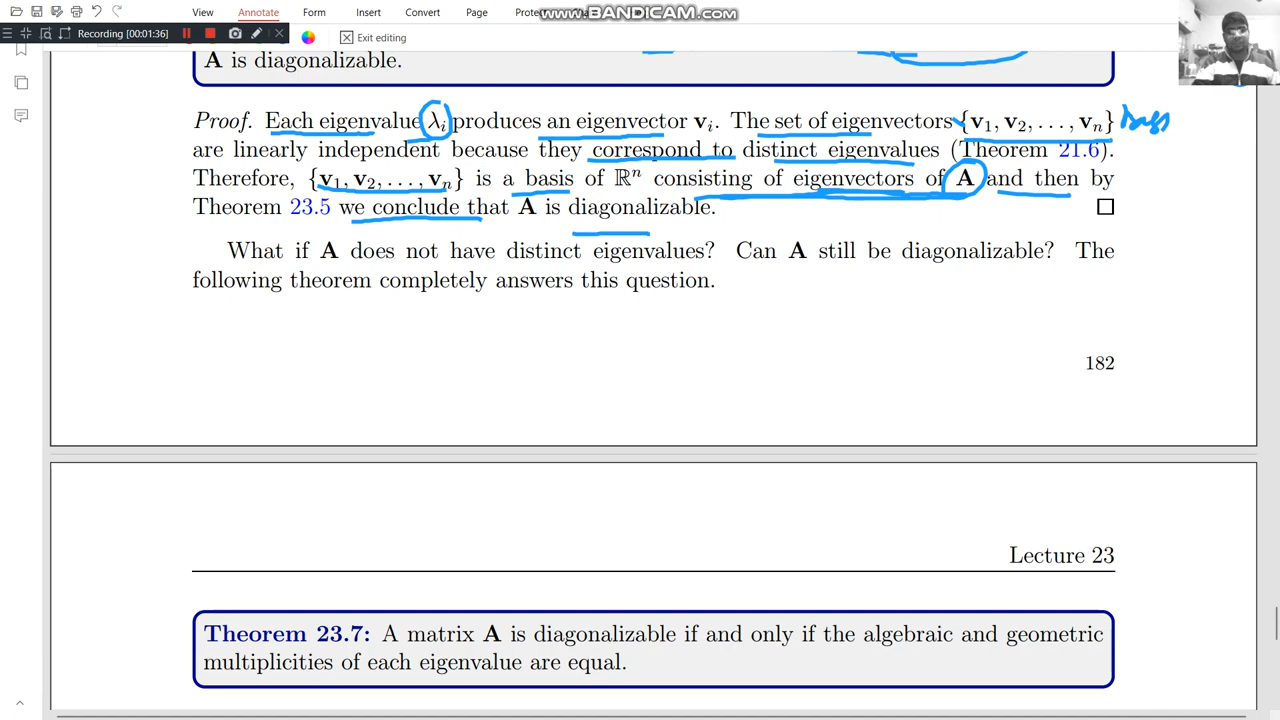 View Annotate Form Insert Convert Page
www.BANDICAM.com
Recording [00:01:36]
Exit editing
A is diagonalizable.
Proof. Each eigenvalue λᵢ produces an eigenvector vᵢ. The set of eigenvectors {v₁, v₂, . . . , vₙ}
are linearly independent because they correspond to distinct eigenvalues (Theorem 21.6).
Therefore, {v₁, v₂, . . . , vₙ} is a basis of ℝⁿ consisting of eigenvectors of A and then by
Theorem 23.5 we conclude that A is diagonalizable. □
What if A does not have distinct eigenvalues? Can A still be diagonalizable? The
following theorem completely answers this question.
182
Lecture 23
Theorem 23.7: A matrix A is diagonalizable if and only if the algebraic and geometric
multiplicities of each eigenvalue are equal.